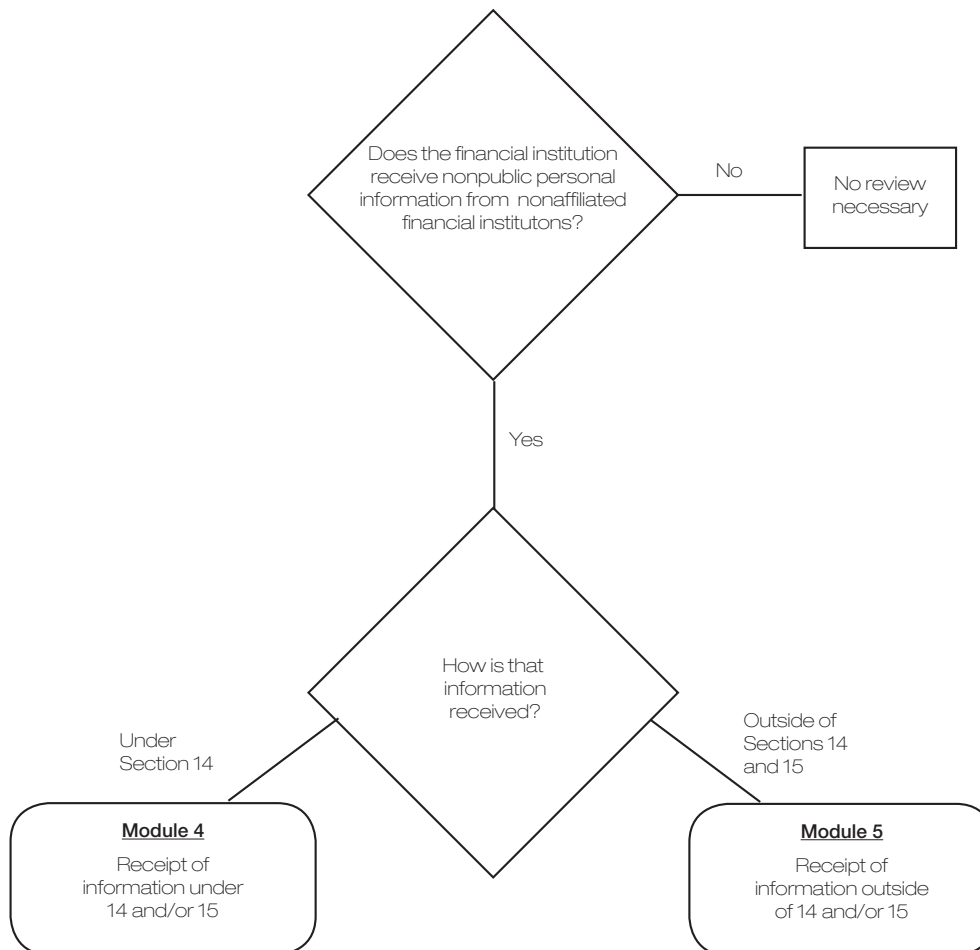 Does the financial institution
receive nonpublic personal
information from nonaffiliated
financial institutons?
No
No review
necessary
Yes
How is that
information
received?
Under
Section 14
Outside of
Sections 14
and 15
Module 4
Receipt of
information under
14 and/or 15
Module 5
Receipt of
information outside
of 14 and/or 15